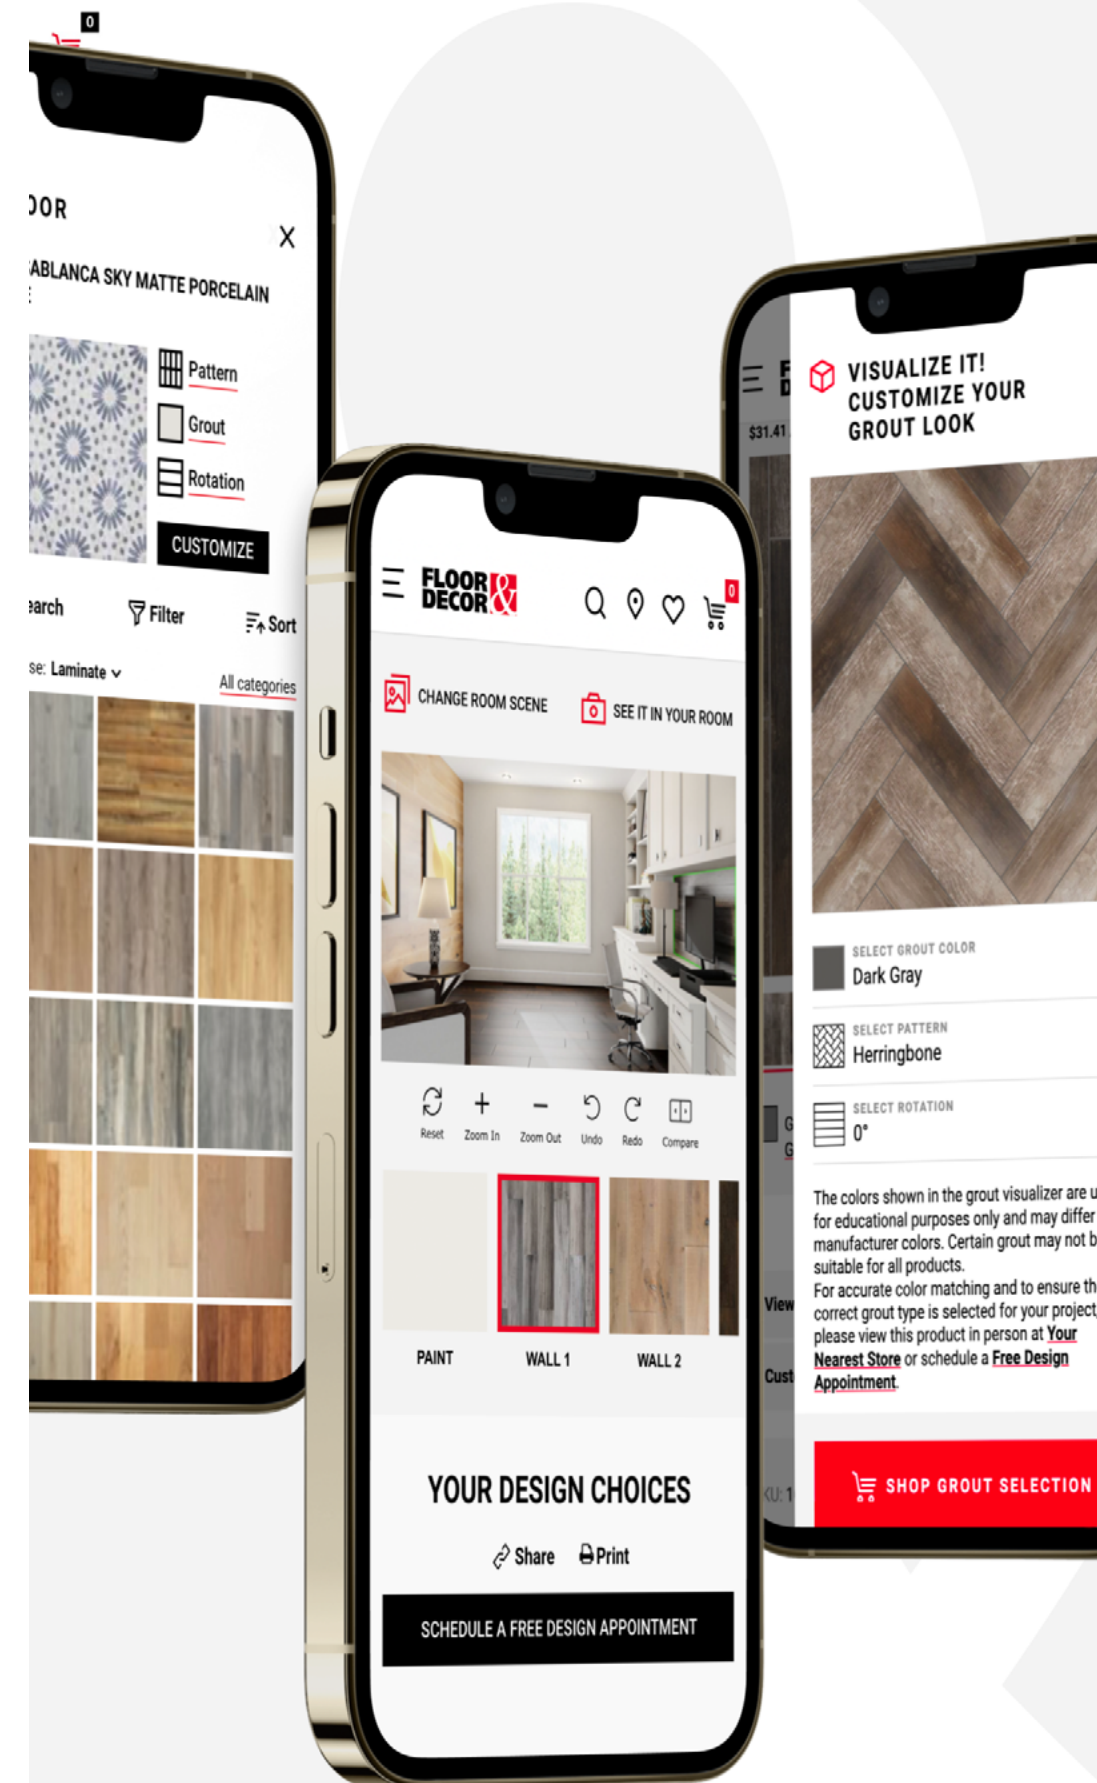 0
OOR
ABLANCA SKY MATTE PORCELAIN
Pattern
Grout
Rotation
CUSTOMIZE
earch
Filter
Sort
se: Laminate
All categories
FLOOR &
DECOR
0
CHANGE ROOM SCENE
SEE IT IN YOUR ROOM
Reset
Zoom In
Zoom Out
Undo
Redo
Compare
PAINT
WALL 1
WALL 2
YOUR DESIGN CHOICES
Share
Print
SCHEDULE A FREE DESIGN APPOINTMENT
$31.41
G
G
View
Cust
KU: 1
VISUALIZE IT!
CUSTOMIZE YOUR
GROUT LOOK
SELECT GROUT COLOR
Dark Gray
SELECT PATTERN
Herringbone
SELECT ROTATION
0°
The colors shown in the grout visualizer are u
for educational purposes only and may differ
manufacturer colors. Certain grout may not b
suitable for all products.
For accurate color matching and to ensure th
correct grout type is selected for your project,
please view this product in person at Your
Nearest Store or schedule a Free Design
Appointment.
SHOP GROUT SELECTION